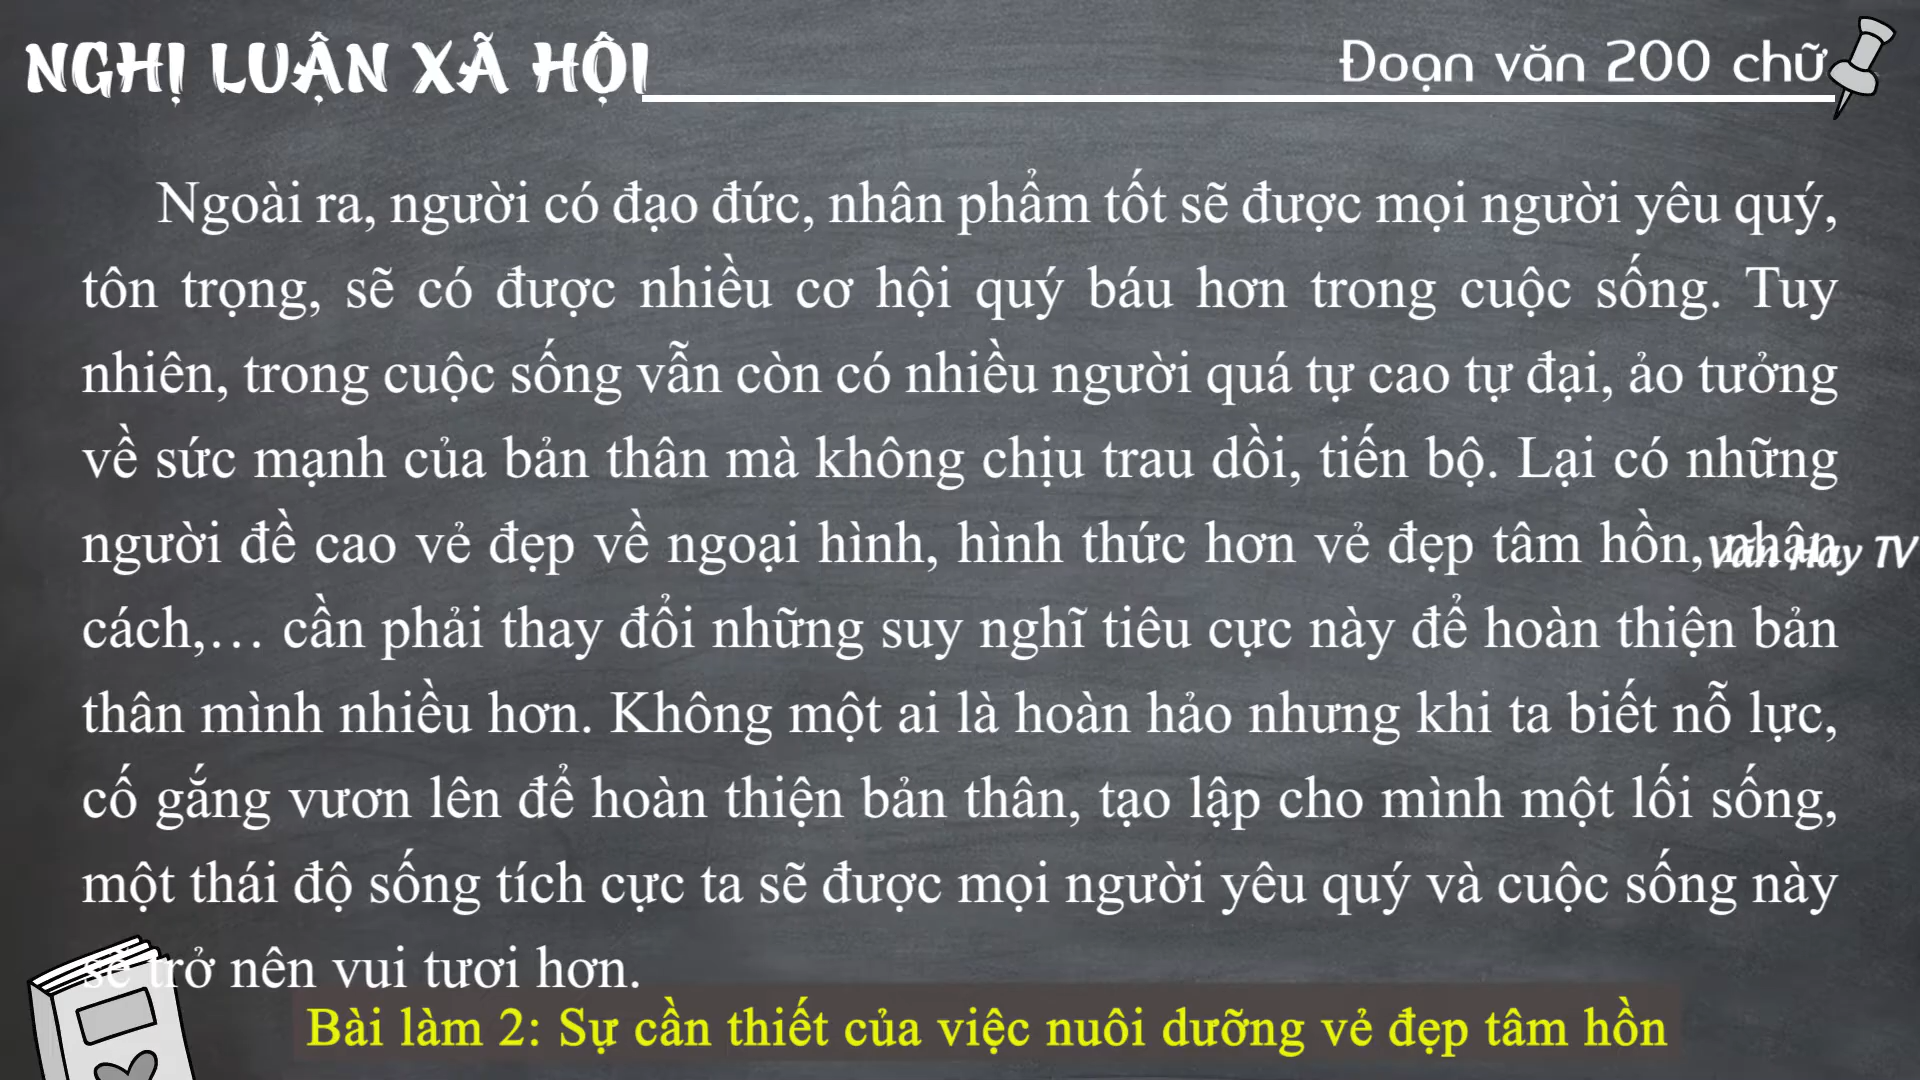 NGHỊ LUẬN XÃ HỘI
Đoạn văn 200 chữ
Ngoài ra, người có đạo đức, nhân phẩm tốt sẽ được mọi người yêu quý,
tôn trọng, sẽ có được nhiều cơ hội quý báu hơn trong cuộc sống. Tuy
nhiên, trong cuộc sống vẫn còn có nhiều người quá tự cao tự đại, ảo tưởng
về sức mạnh của bản thân mà không chịu trau dồi, tiến bộ. Lại có những
người đề cao vẻ đẹp về ngoại hình, hình thức hơn vẻ đẹp tâm hồn, nhân
Văn Hay TV
cách,… cần phải thay đổi những suy nghĩ tiêu cực này để hoàn thiện bản
thân mình nhiều hơn. Không một ai là hoàn hảo nhưng khi ta biết nỗ lực,
cố gắng vươn lên để hoàn thiện bản thân, tạo lập cho mình một lối sống,
một thái độ sống tích cực ta sẽ được mọi người yêu quý và cuộc sống này
sẽ trở nên vui tươi hơn.
Bài làm 2: Sự cần thiết của việc nuôi dưỡng vẻ đẹp tâm hồn